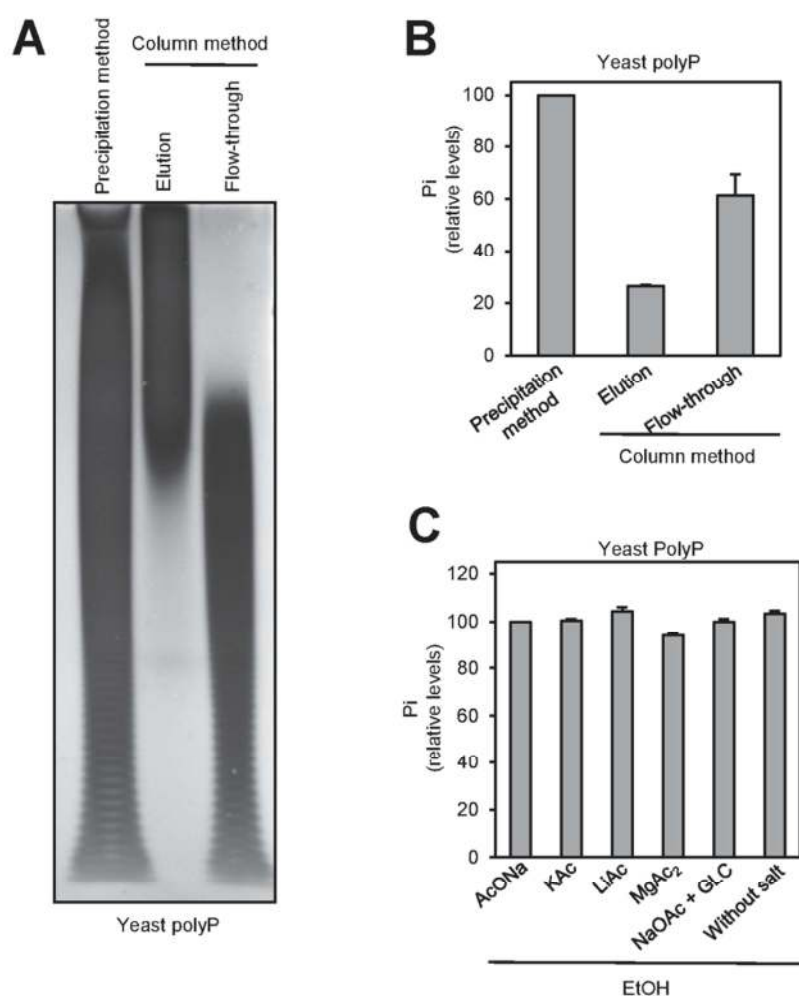 A
Column method
Precipitation method
Elution
Flow-through
Yeast polyP
B
Yeast polyP
Pi
(relative levels)
100
80
60
40
20
0
Precipitation
method
Elution
Flow-through
Column method
C
Yeast PolyP
Pi
(relative levels)
120
100
80
60
40
20
0
AcONa
KAc
LiAc
MgAc₂
NaOAc + GLC
Without salt
EtOH